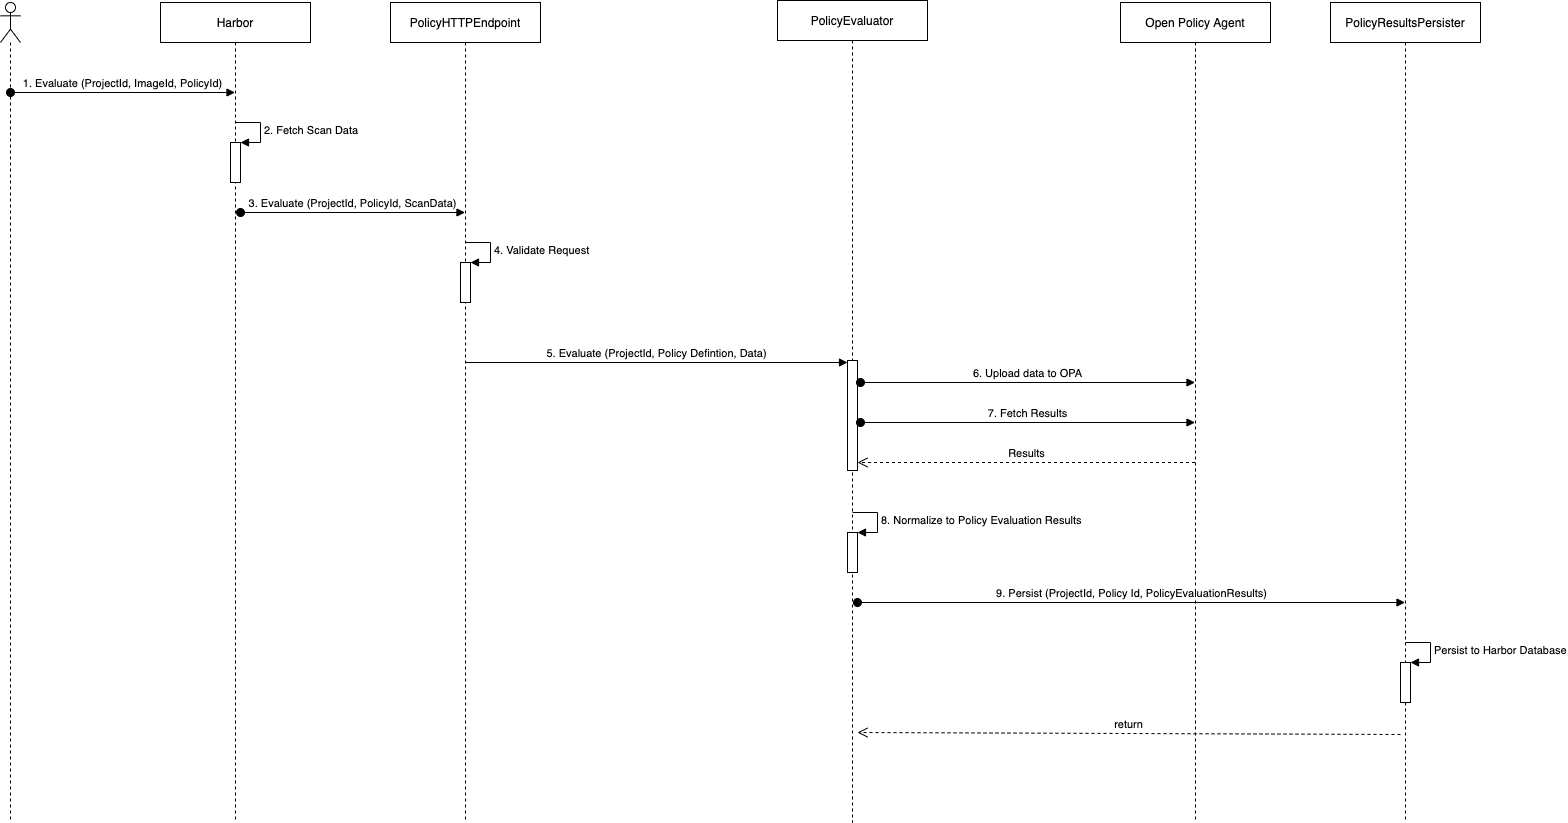 Harbor
PolicyHTTPEndpoint
PolicyEvaluator
Open Policy Agent
PolicyResultsPersister
1. Evaluate (ProjectId, ImageId, PolicyId)
2. Fetch Scan Data
3. Evaluate (ProjectId, PolicyId, ScanData)
4. Validate Request
5. Evaluate (ProjectId, Policy Defintion, Data)
6. Upload data to OPA
7. Fetch Results
Results
8. Normalize to Policy Evaluation Results
9. Persist (ProjectId, Policy Id, PolicyEvaluationResults)
Persist to Harbor Database
return